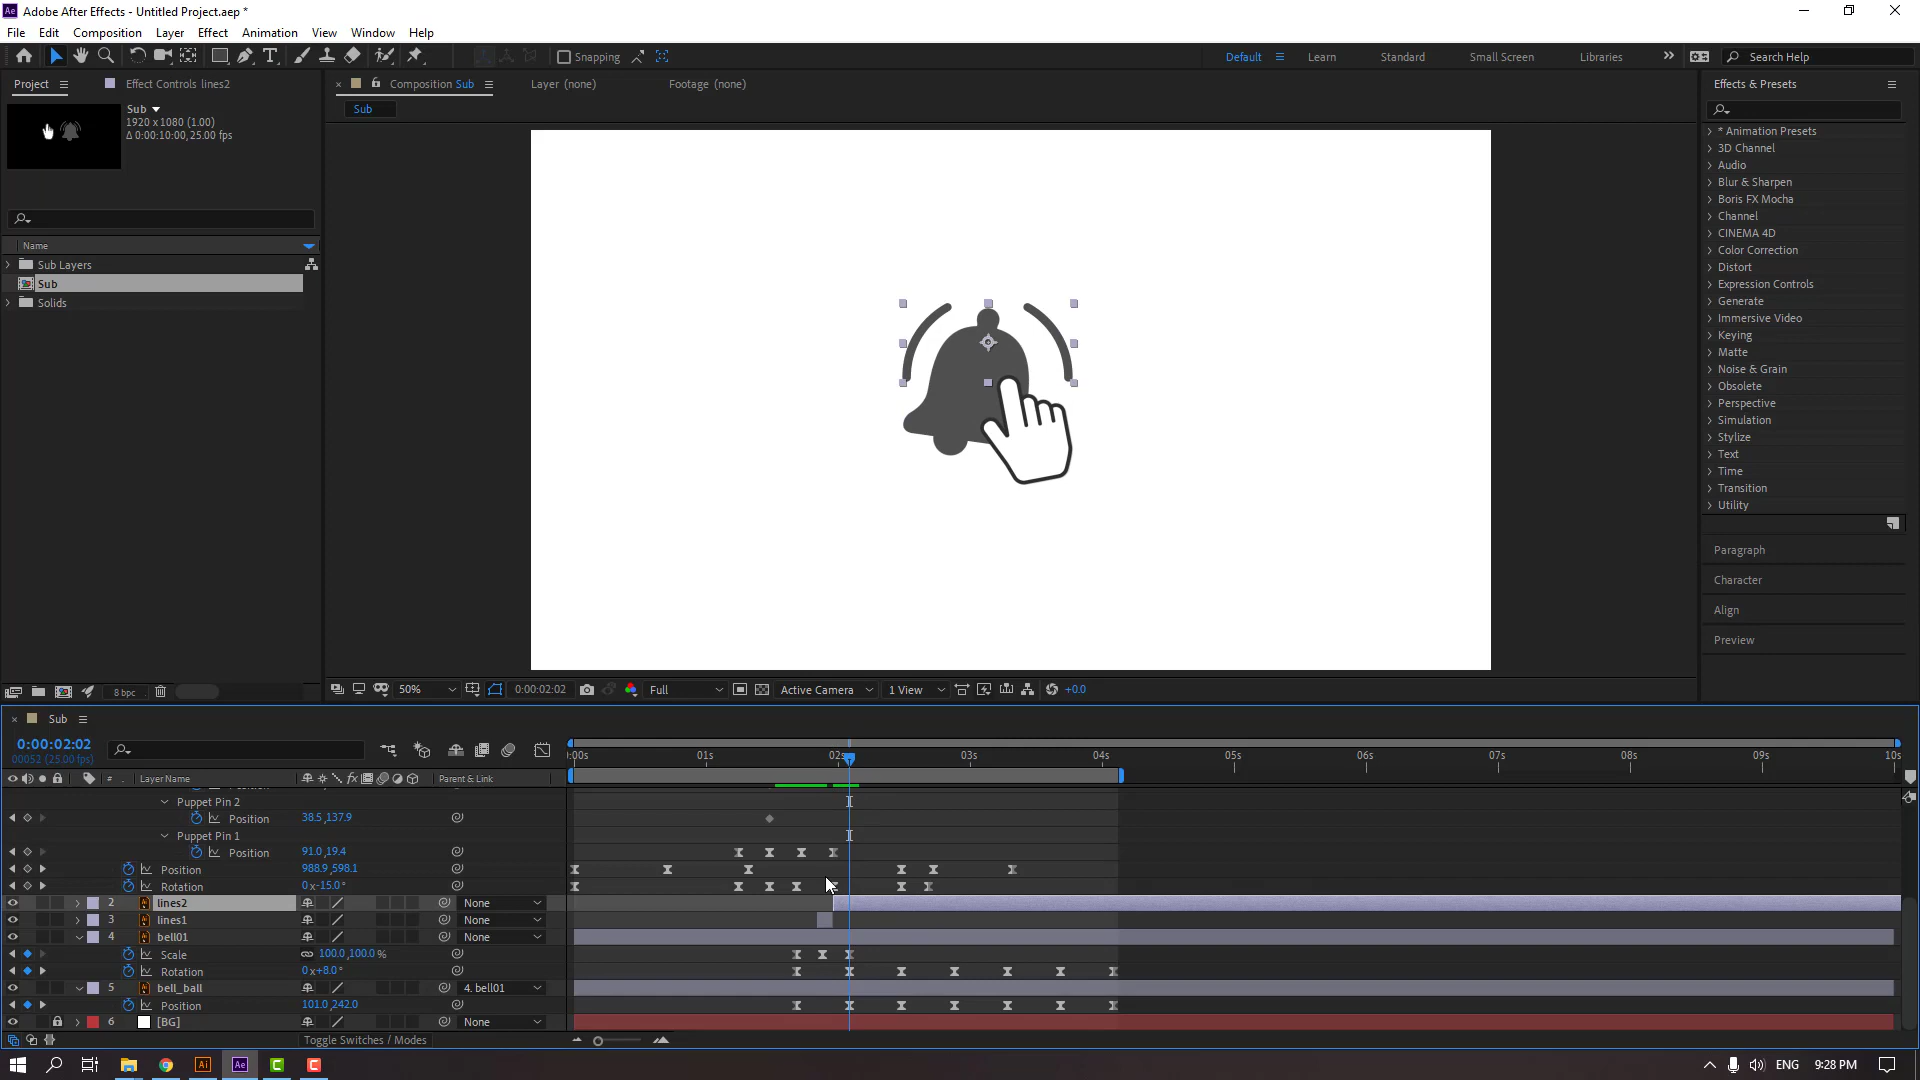 Ae Adobe After Effects - Untitled Project.aep *
File Edit Composition Layer Effect Animation View Window Help
Snapping Default Learn Standard Small Screen Libraries Search Help
Project Effect Controls lines2 Composition Sub Layer (none) Footage (none) Effects & Presets
Sub
1920 x 1080 (1.00)
Δ 0:00:10:00, 25.00 fps
Sub
Name
Sub Layers
Sub
Solids
* Animation Presets
3D Channel
Audio
Blur & Sharpen
Boris FX Mocha
Channel
CINEMA 4D
Color Correction
Distort
Expression Controls
Generate
Immersive Video
Keying
Matte
Noise & Grain
Obsolete
Perspective
Simulation
Stylize
Text
Time
Transition
Utility
Paragraph
Character
Align
Preview
8 bpc 50% 0:00:02:02 Full Active Camera 1 View +0.0
Sub
0:00:02:02
00052 (25.00 fps)
:00s 01s 02s 03s 04s 05s 06s 07s 08s 09s 10s
# Layer Name Parent & Link
Puppet Pin 2
Position 38.5,137.9
Puppet Pin 1
Position 91.0,19.4
Position 988.9,598.1
Rotation 0x-15.0°
2 lines2 None
3 lines1 None
4 bell01 None
Scale 100.0,100.0%
Rotation 0x+8.0°
5 bell_ball 4. bell01
Position 101.0,242.0
6 [BG] None
Toggle Switches / Modes
Ai Ae C C ENG 9:28 PM